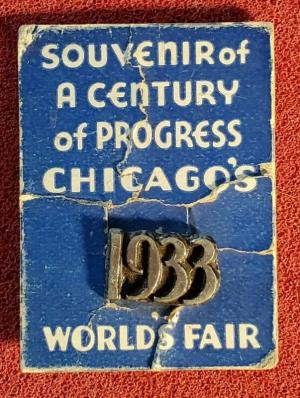 SOUVENIR of
A CENTURY
of PROGRESS
CHICAGO'S
1933
WORLD'S FAIR